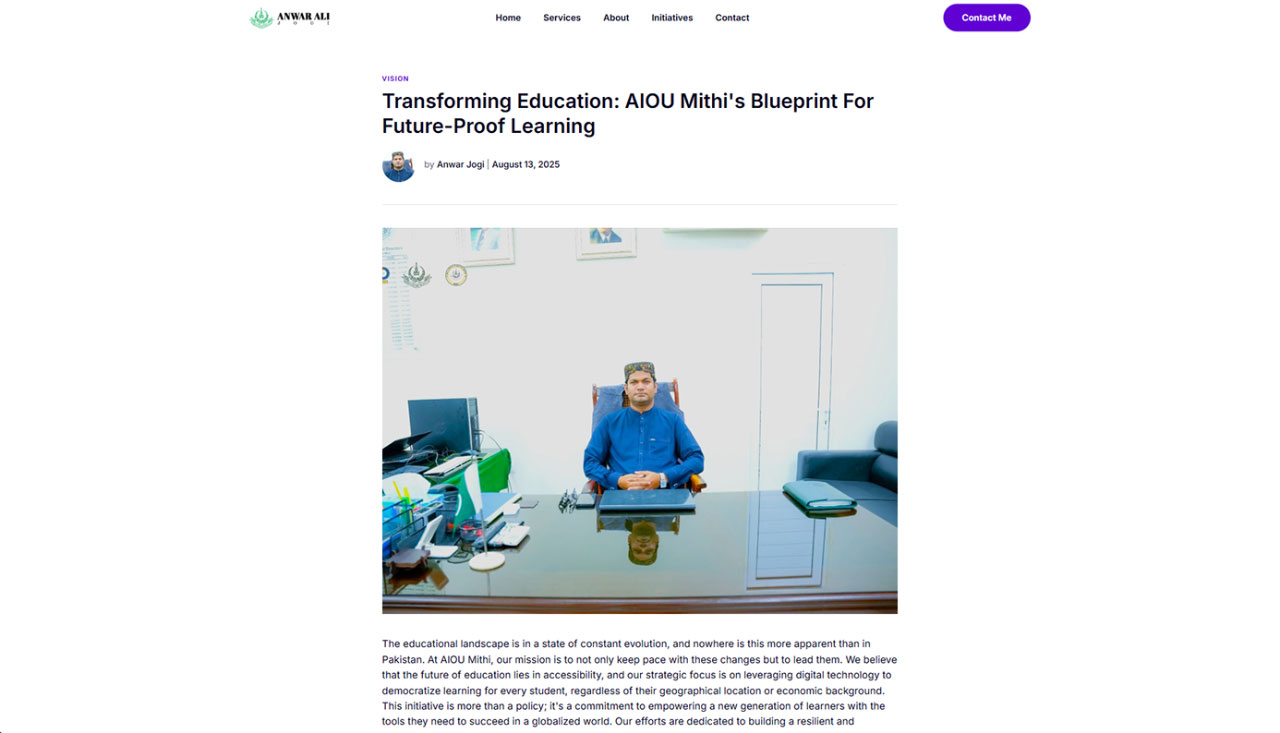 ANWAR ALI
J O G I
Home Services About Initiatives Contact
Contact Me
VISION
Transforming Education: AIOU Mithi's Blueprint For
Future-Proof Learning
by Anwar Jogi | August 13, 2025
The educational landscape is in a state of constant evolution, and nowhere is this more apparent than in
Pakistan. At AIOU Mithi, our mission is to not only keep pace with these changes but to lead them. We believe
that the future of education lies in accessibility, and our strategic focus is on leveraging digital technology to
democratize learning for every student, regardless of their geographical location or economic background.
This initiative is more than a policy; it's a commitment to empowering a new generation of learners with the
tools they need to succeed in a globalized world. Our efforts are dedicated to building a resilient and